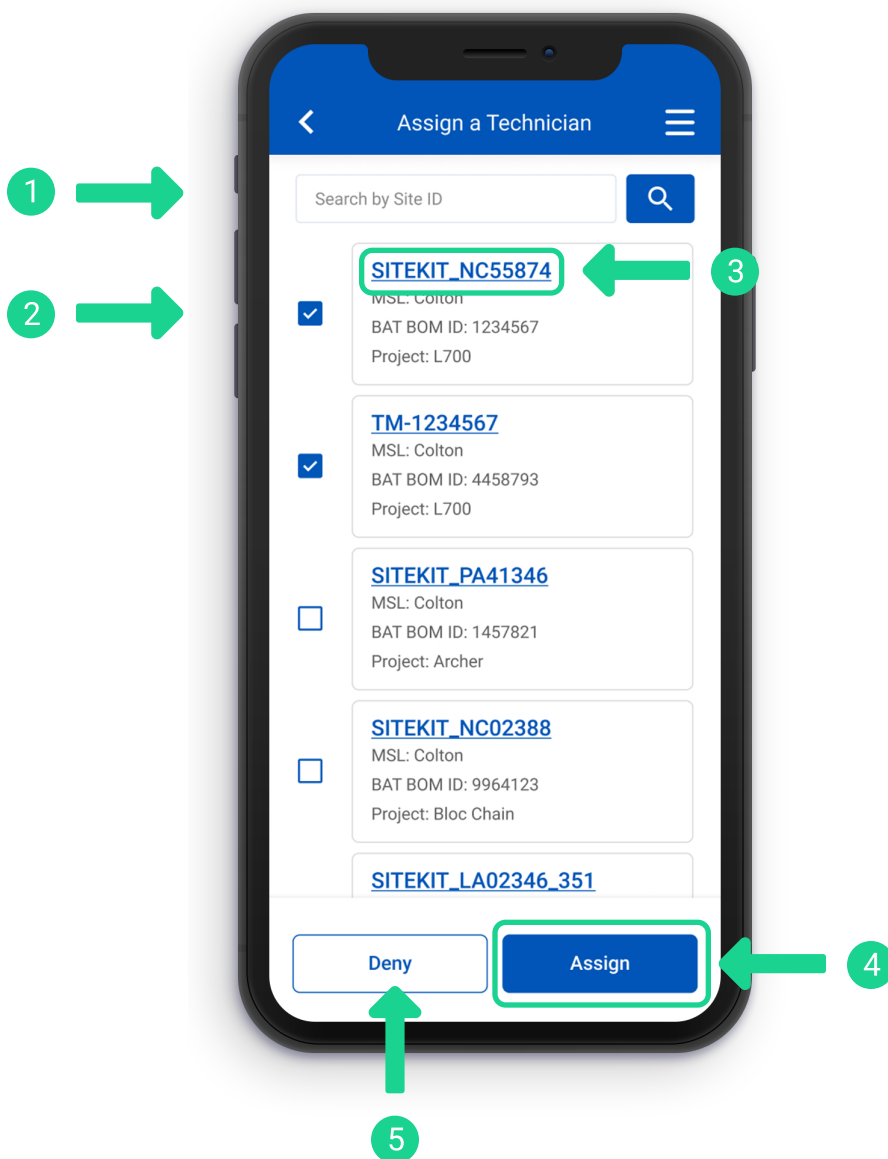 Assign a Technician
1
Search by Site ID
SITEKIT_NC55874
3
2
MSL: Colton
BAT BOM ID: 1234567
Project: L700
TM-1234567
MSL: Colton
BAT BOM ID: 4458793
Project: L700
SITEKIT_PA41346
MSL: Colton
BAT BOM ID: 1457821
Project: Archer
SITEKIT_NC02388
MSL: Colton
BAT BOM ID: 9964123
Project: Bloc Chain
SITEKIT_LA02346_351
Deny
Assign
4
5